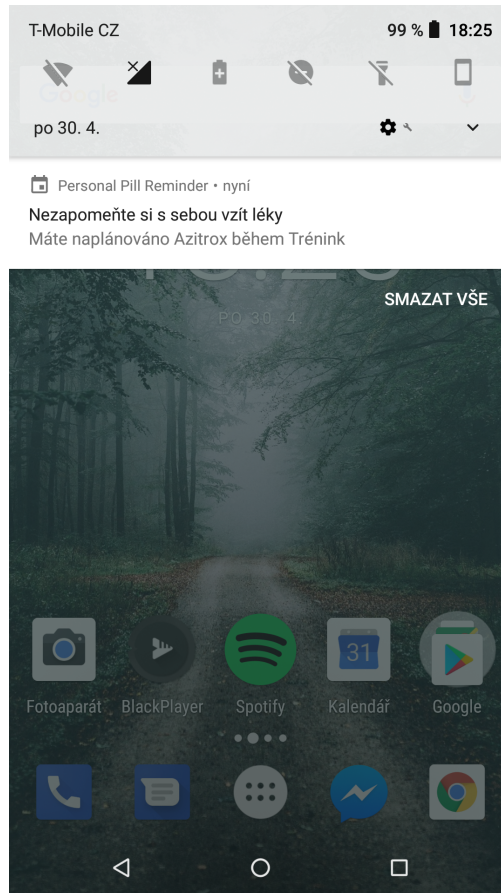 T-Mobile CZ 99 % 18:25
Google
po 30. 4.
Personal Pill Reminder • nyní
Nezapomeňte si s sebou vzít léky
Máte naplánováno Azitrox během Trénink
SMAZAT VŠE
PO 30. 4.
31
Fotoaparát BlackPlayer Spotify Kalendář Google